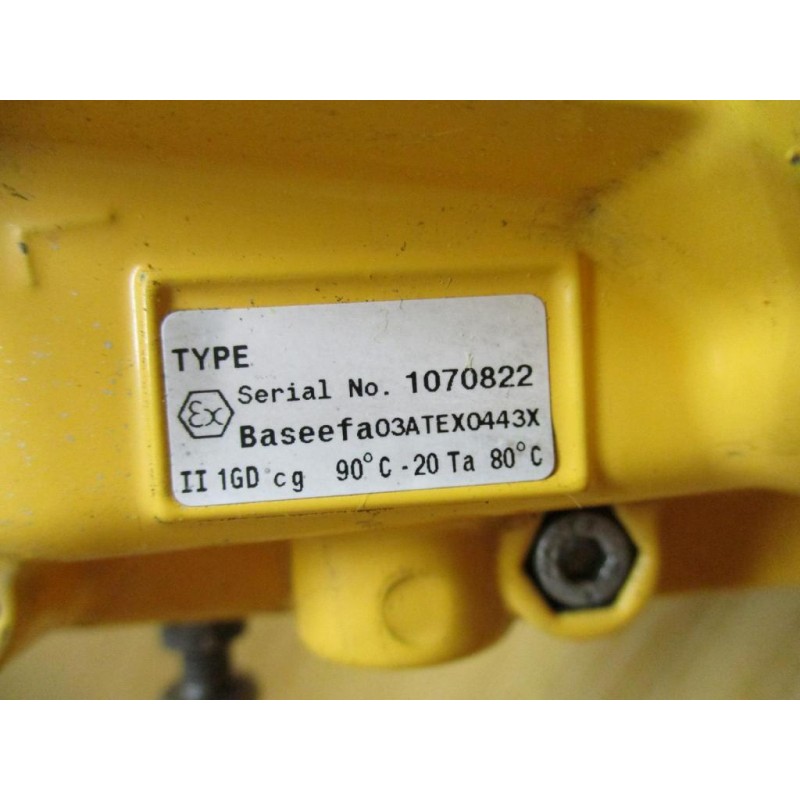 TYPE
Ex Serial No. 1070822
Baseefa03ATEX0443X
II 1GD cg 90°C -20 Ta 80°C